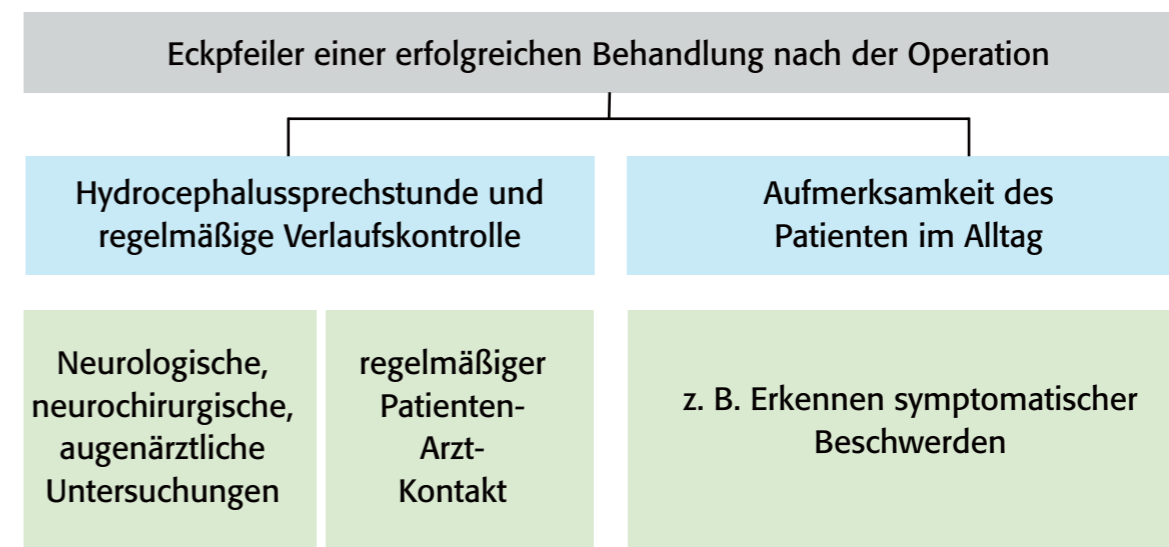 Eckpfeiler einer erfolgreichen Behandlung nach der Operation
Hydrocephalussprechstunde und
regelmäßige Verlaufskontrolle
Aufmerksamkeit des
Patienten im Alltag
Neurologische,
neurochirurgische,
augenärztliche
Untersuchungen
regelmäßiger
Patienten-
Arzt-
Kontakt
z. B. Erkennen symptomatischer
Beschwerden